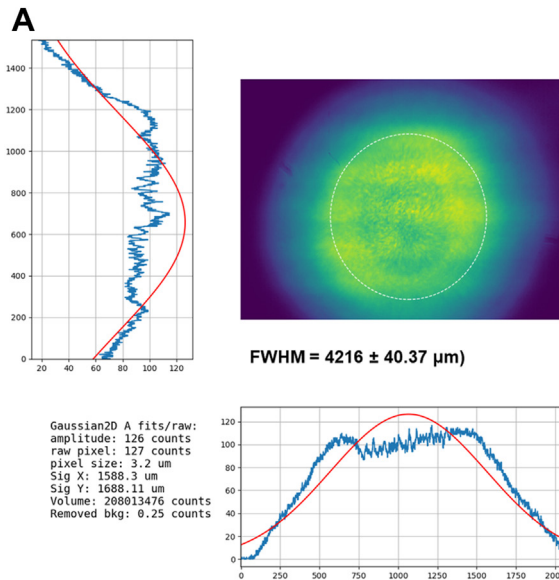 A
1400
1200
1000
800
600
400
200
0
20 40 60 80 100 120
FWHM = 4216 ± 40.37 µm)
Gaussian2D A fits/raw:
amplitude: 126 counts
raw pixel: 127 counts
pixel size: 3.2 um
Sig X: 1588.3 um
Sig Y: 1688.11 um
Volume: 208013476 counts
Removed bkg: 0.25 counts
120
100
80
60
40
20
0
0 250 500 750 1000 1250 1500 1750